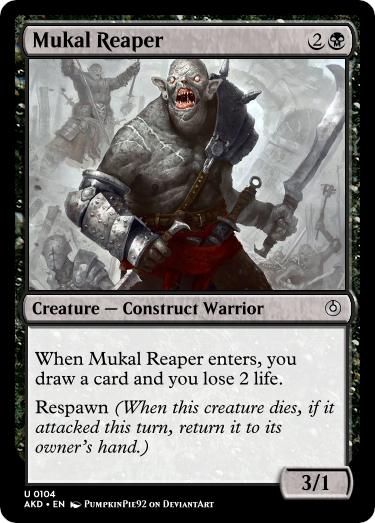 Mukal Reaper 2
Creature — Construct Warrior
When Mukal Reaper enters, you
draw a card and you lose 2 life.
Respawn (When this creature dies, if it
attacked this turn, return it to its
owner's hand.)
3/1
U 0104
AKD • EN PumpkinPie92 on DeviantArt